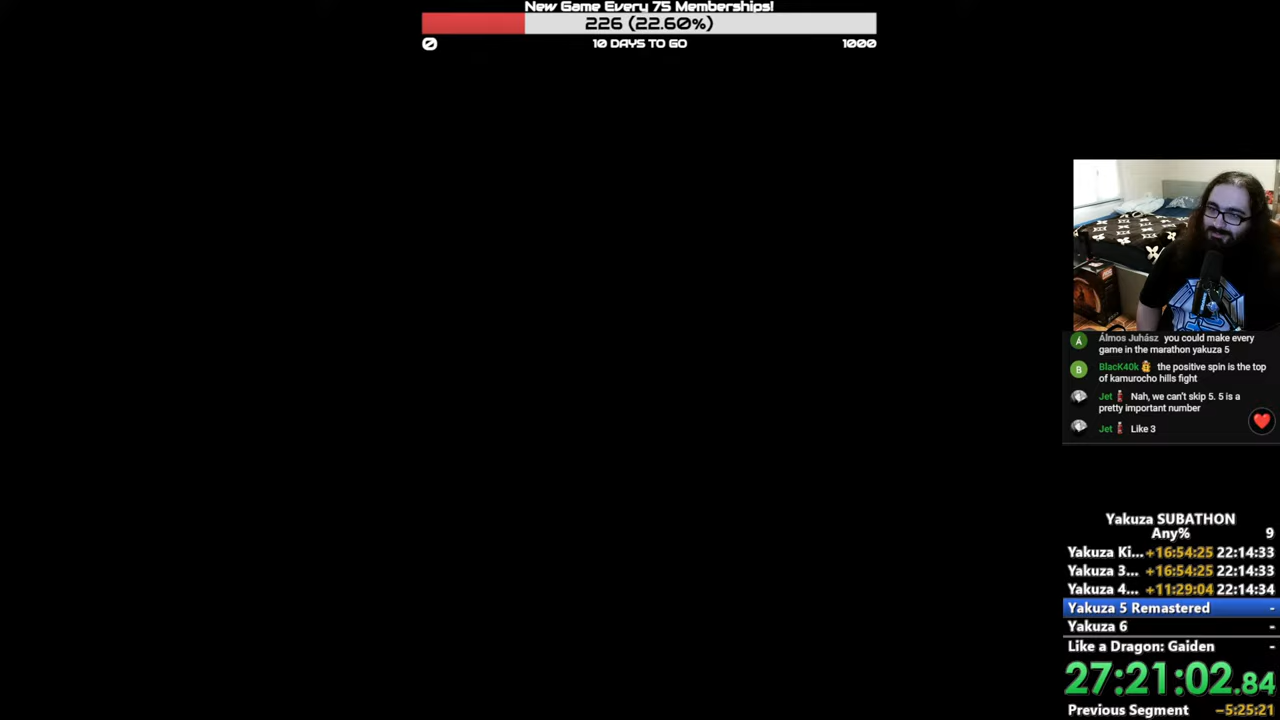 New Game Every 75 Memberships!
226 (22.60%)
0 10 DAYS TO GO 1000
Á Álmos Juhász you could make every
game in the marathon yakuza 5
B BlacK40k the positive spin is the top
of kamurocho hills fight
Jet Nah, we can't skip 5. 5 is a
pretty important number
Jet Like 3
Yakuza SUBATHON
Any% 9
Yakuza Ki... +16:54:25 22:14:33
Yakuza 3... +16:54:25 22:14:33
Yakuza 4... +11:29:04 22:14:34
Yakuza 5 Remastered -
Yakuza 6 -
Like a Dragon: Gaiden -
27:21:02.84
Previous Segment −5:25:21